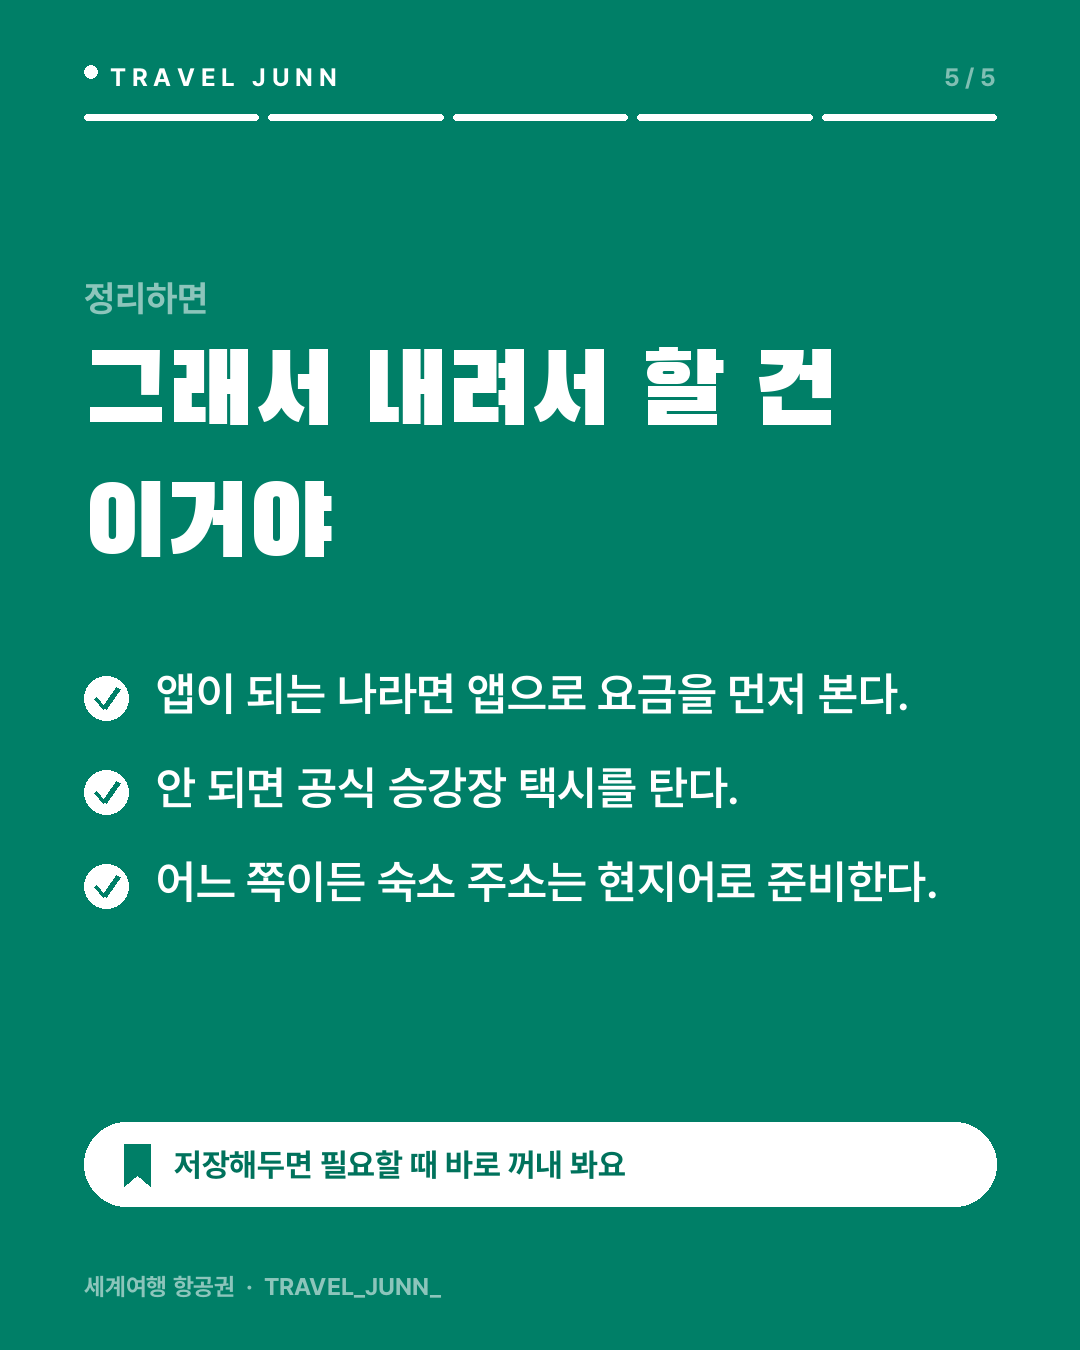 TRAVEL JUNN
5 / 5
정리하면
그래서 내려서 할 건
이거야
앱이 되는 나라면 앱으로 요금을 먼저 본다.
안 되면 공식 승강장 택시를 탄다.
어느 쪽이든 숙소 주소는 현지어로 준비한다.
저장해두면 필요할 때 바로 꺼내 봐요
세계여행 항공권 · TRAVEL_JUNN_